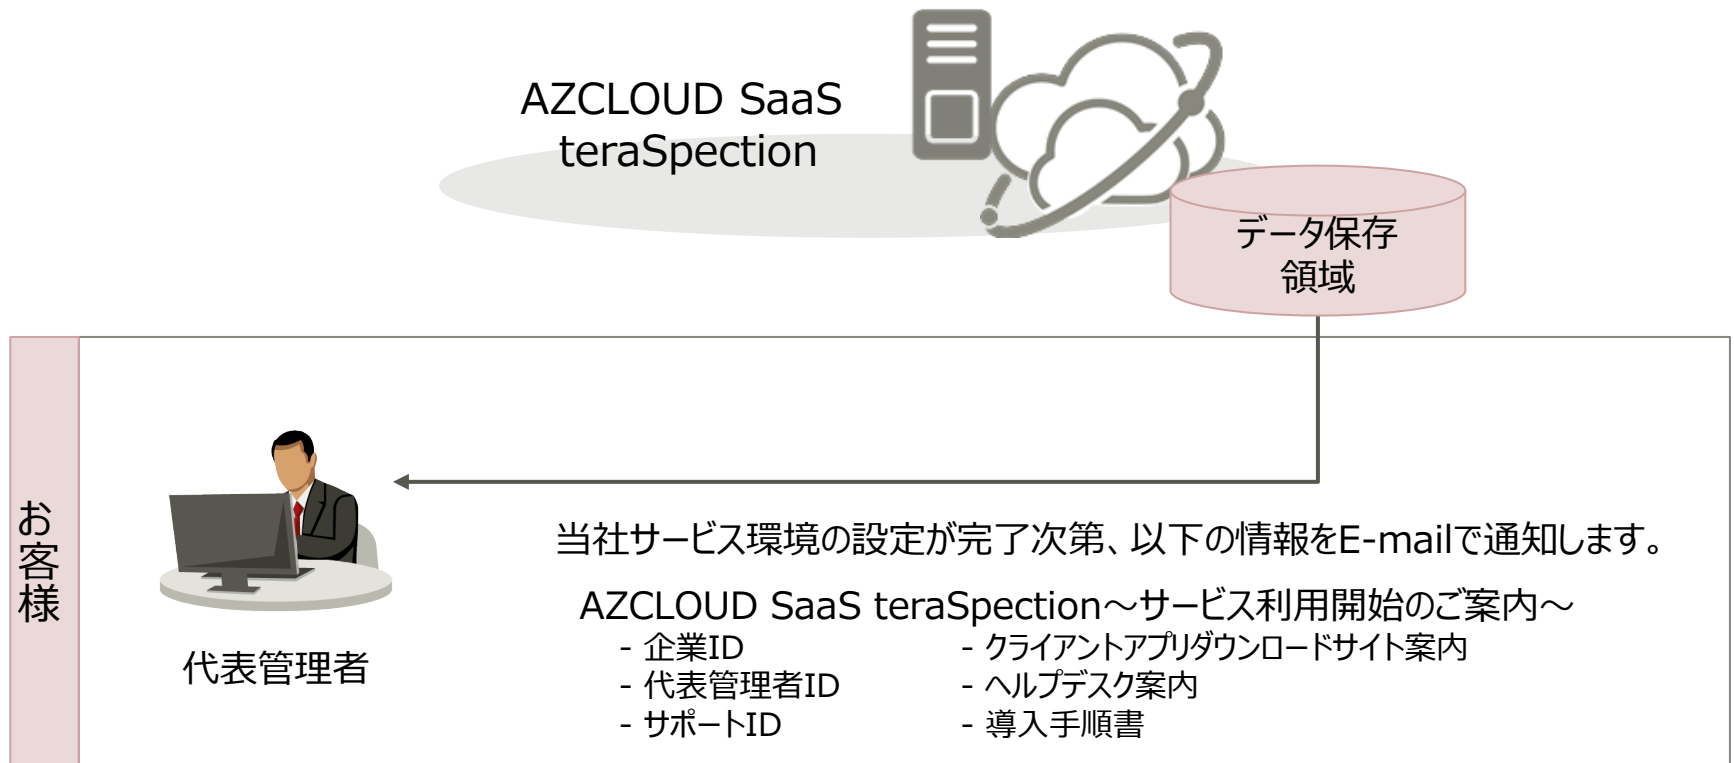 AZCLOUD SaaS
teraSpection
データ保存
領域
お客様
当社サービス環境の設定が完了次第、以下の情報をE-mailで通知します。
AZCLOUD SaaS teraSpection～サービス利用開始のご案内～
- 企業ID
- 代表管理者ID
- サポートID
- クライアントアプリダウンロードサイト案内
- ヘルプデスク案内
- 導入手順書
代表管理者